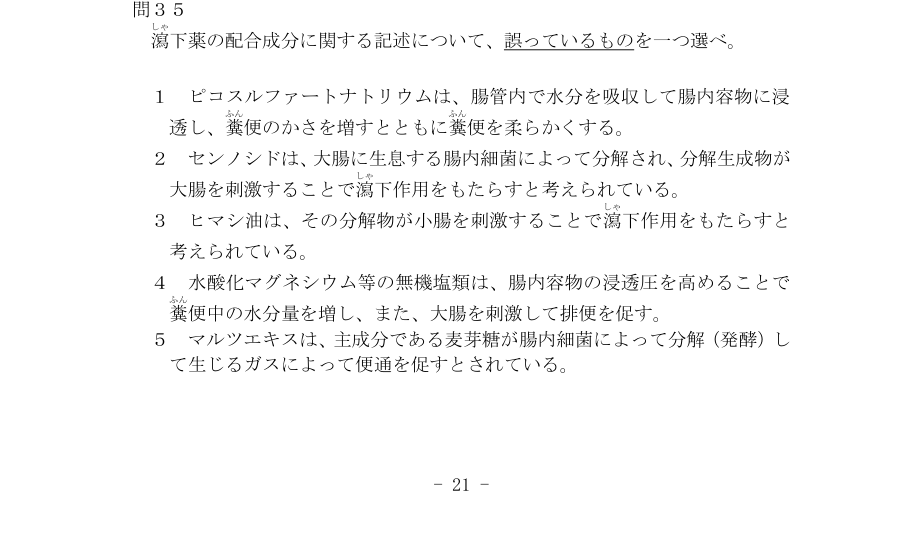 問３５
瀉下薬の配合成分に関する記述について、誤っているものを一つ選べ。
１　ピコスルファートナトリウムは、腸管内で水分を吸収して腸内容物に浸
透し、糞便のかさを増すとともに糞便を柔らかくする。
２　センノシドは、大腸に生息する腸内細菌によって分解され、分解生成物が
大腸を刺激することで瀉下作用をもたらすと考えられている。
３　ヒマシ油は、その分解物が小腸を刺激することで瀉下作用をもたらすと
考えられている。
４　水酸化マグネシウム等の無機塩類は、腸内容物の浸透圧を高めることで
糞便中の水分量を増し、また、大腸を刺激して排便を促す。
５　マルツエキスは、主成分である麦芽糖が腸内細菌によって分解（発酵）し
て生じるガスによって便通を促すとされている。
- 21 -